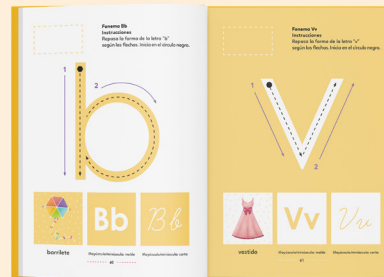 Fonema Bb
Instrucciones
Repasa la forma de la letra "b"
según las flechas. Inicia en el círculo negro.
1
2
b
Bb
Bb
barrilete
Mayúscula/minúscula molde
Mayúscula/minúscula carta
Fonema Vv
Instrucciones
Repasa la forma de la letra "v"
según las flechas. Inicia en el círculo negro.
1
2
v
Vv
Vv
vestido
Mayúscula/minúscula molde
Mayúscula/minúscula carta